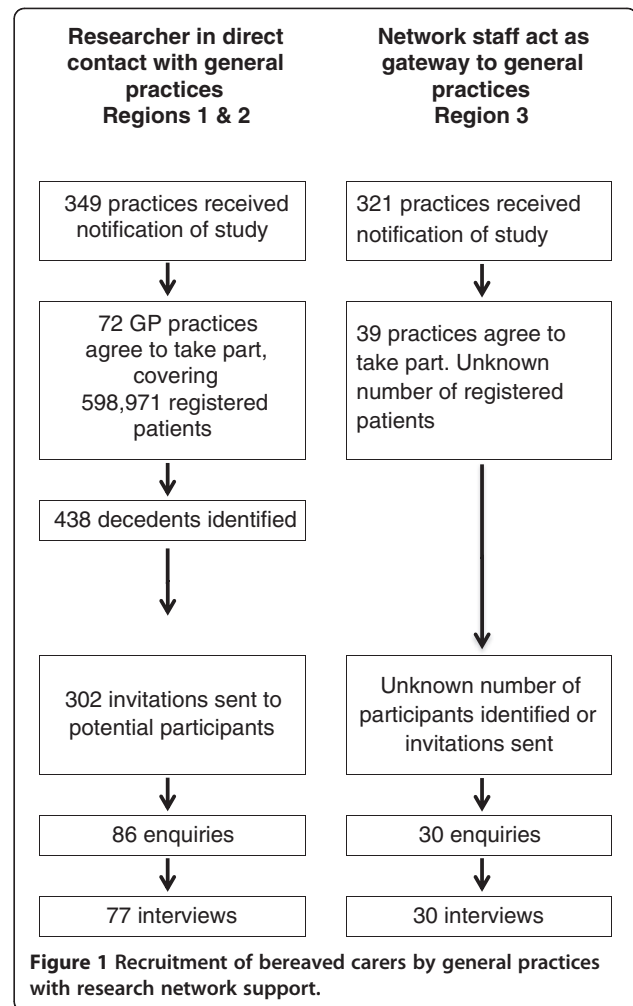 Researcher in direct
contact with general
practices
Regions 1 & 2
Network staff act as
gateway to general
practices
Region 3
349 practices received
notification of study
321 practices received
notification of study
72 GP practices
agree to take part,
covering
598,971 registered
patients
39 practices agree to
take part. Unknown
number of registered
patients
438 decedents identified
302 invitations sent to
potential participants
Unknown number of
participants identified or
invitations sent
86 enquiries
30 enquiries
77 interviews
30 interviews
Figure 1 Recruitment of bereaved carers by general practices
with research network support.